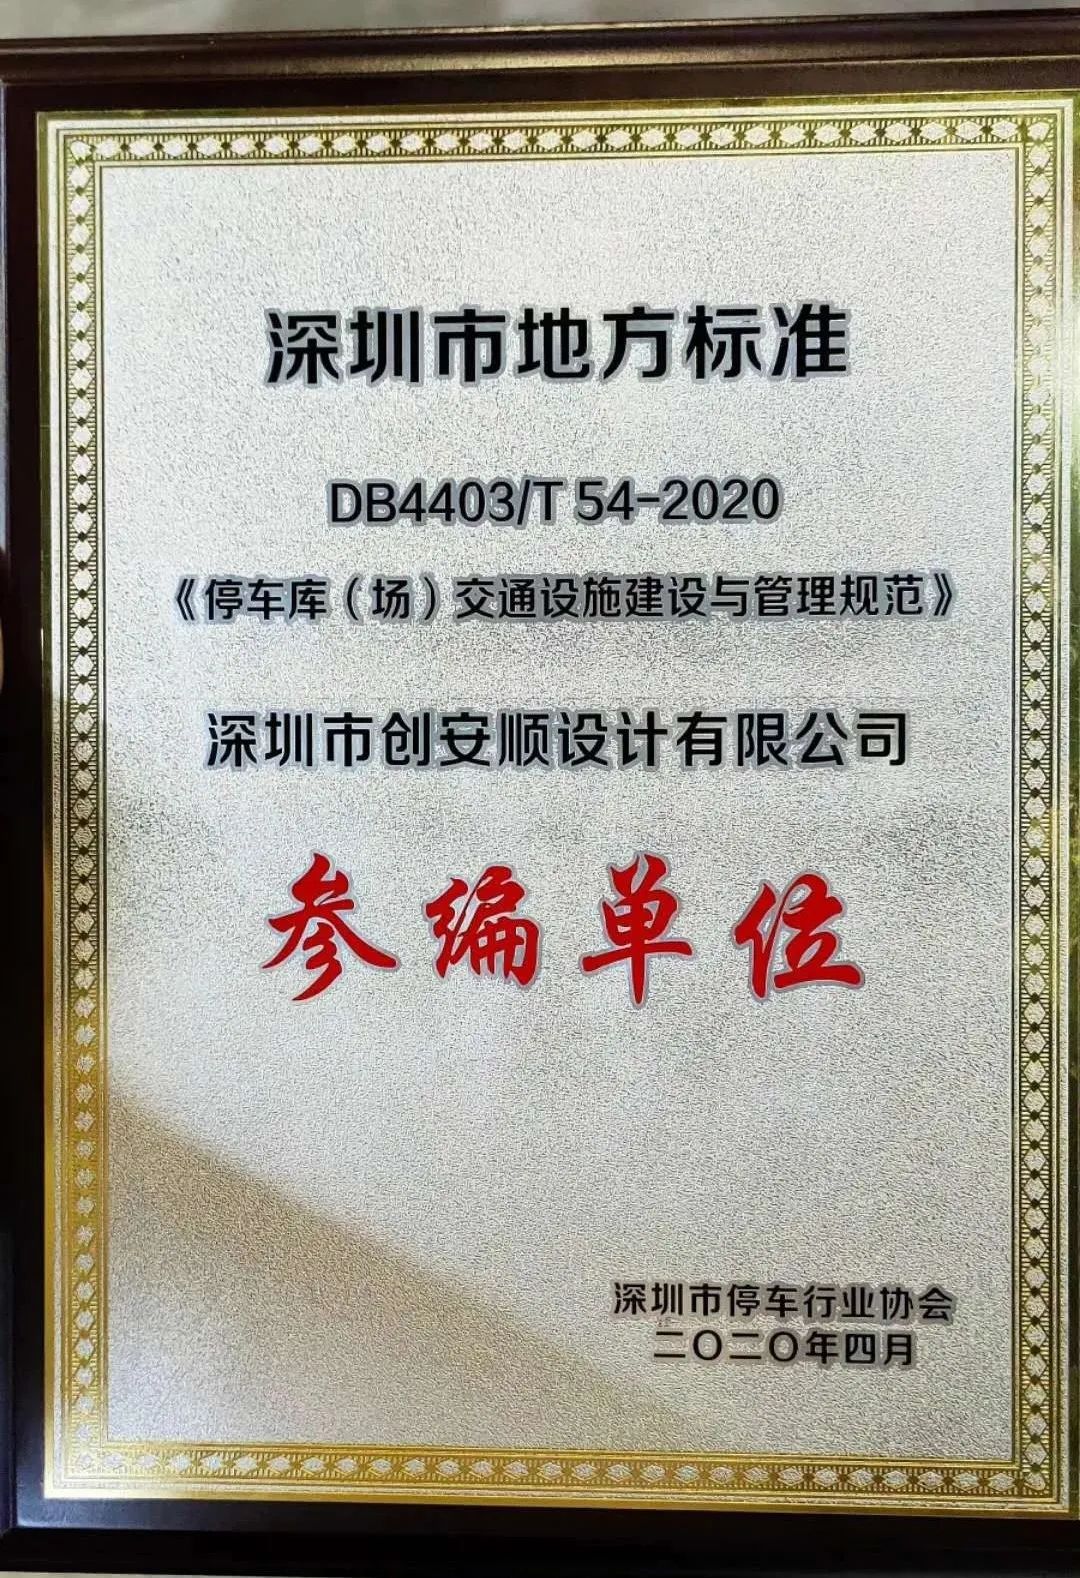 深圳市地方标准
DB4403/T 54-2020
《停车库（场）交通设施建设与管理规范》
深圳市创安顺设计有限公司
参编单位
深圳市停车行业协会
二〇二〇年四月